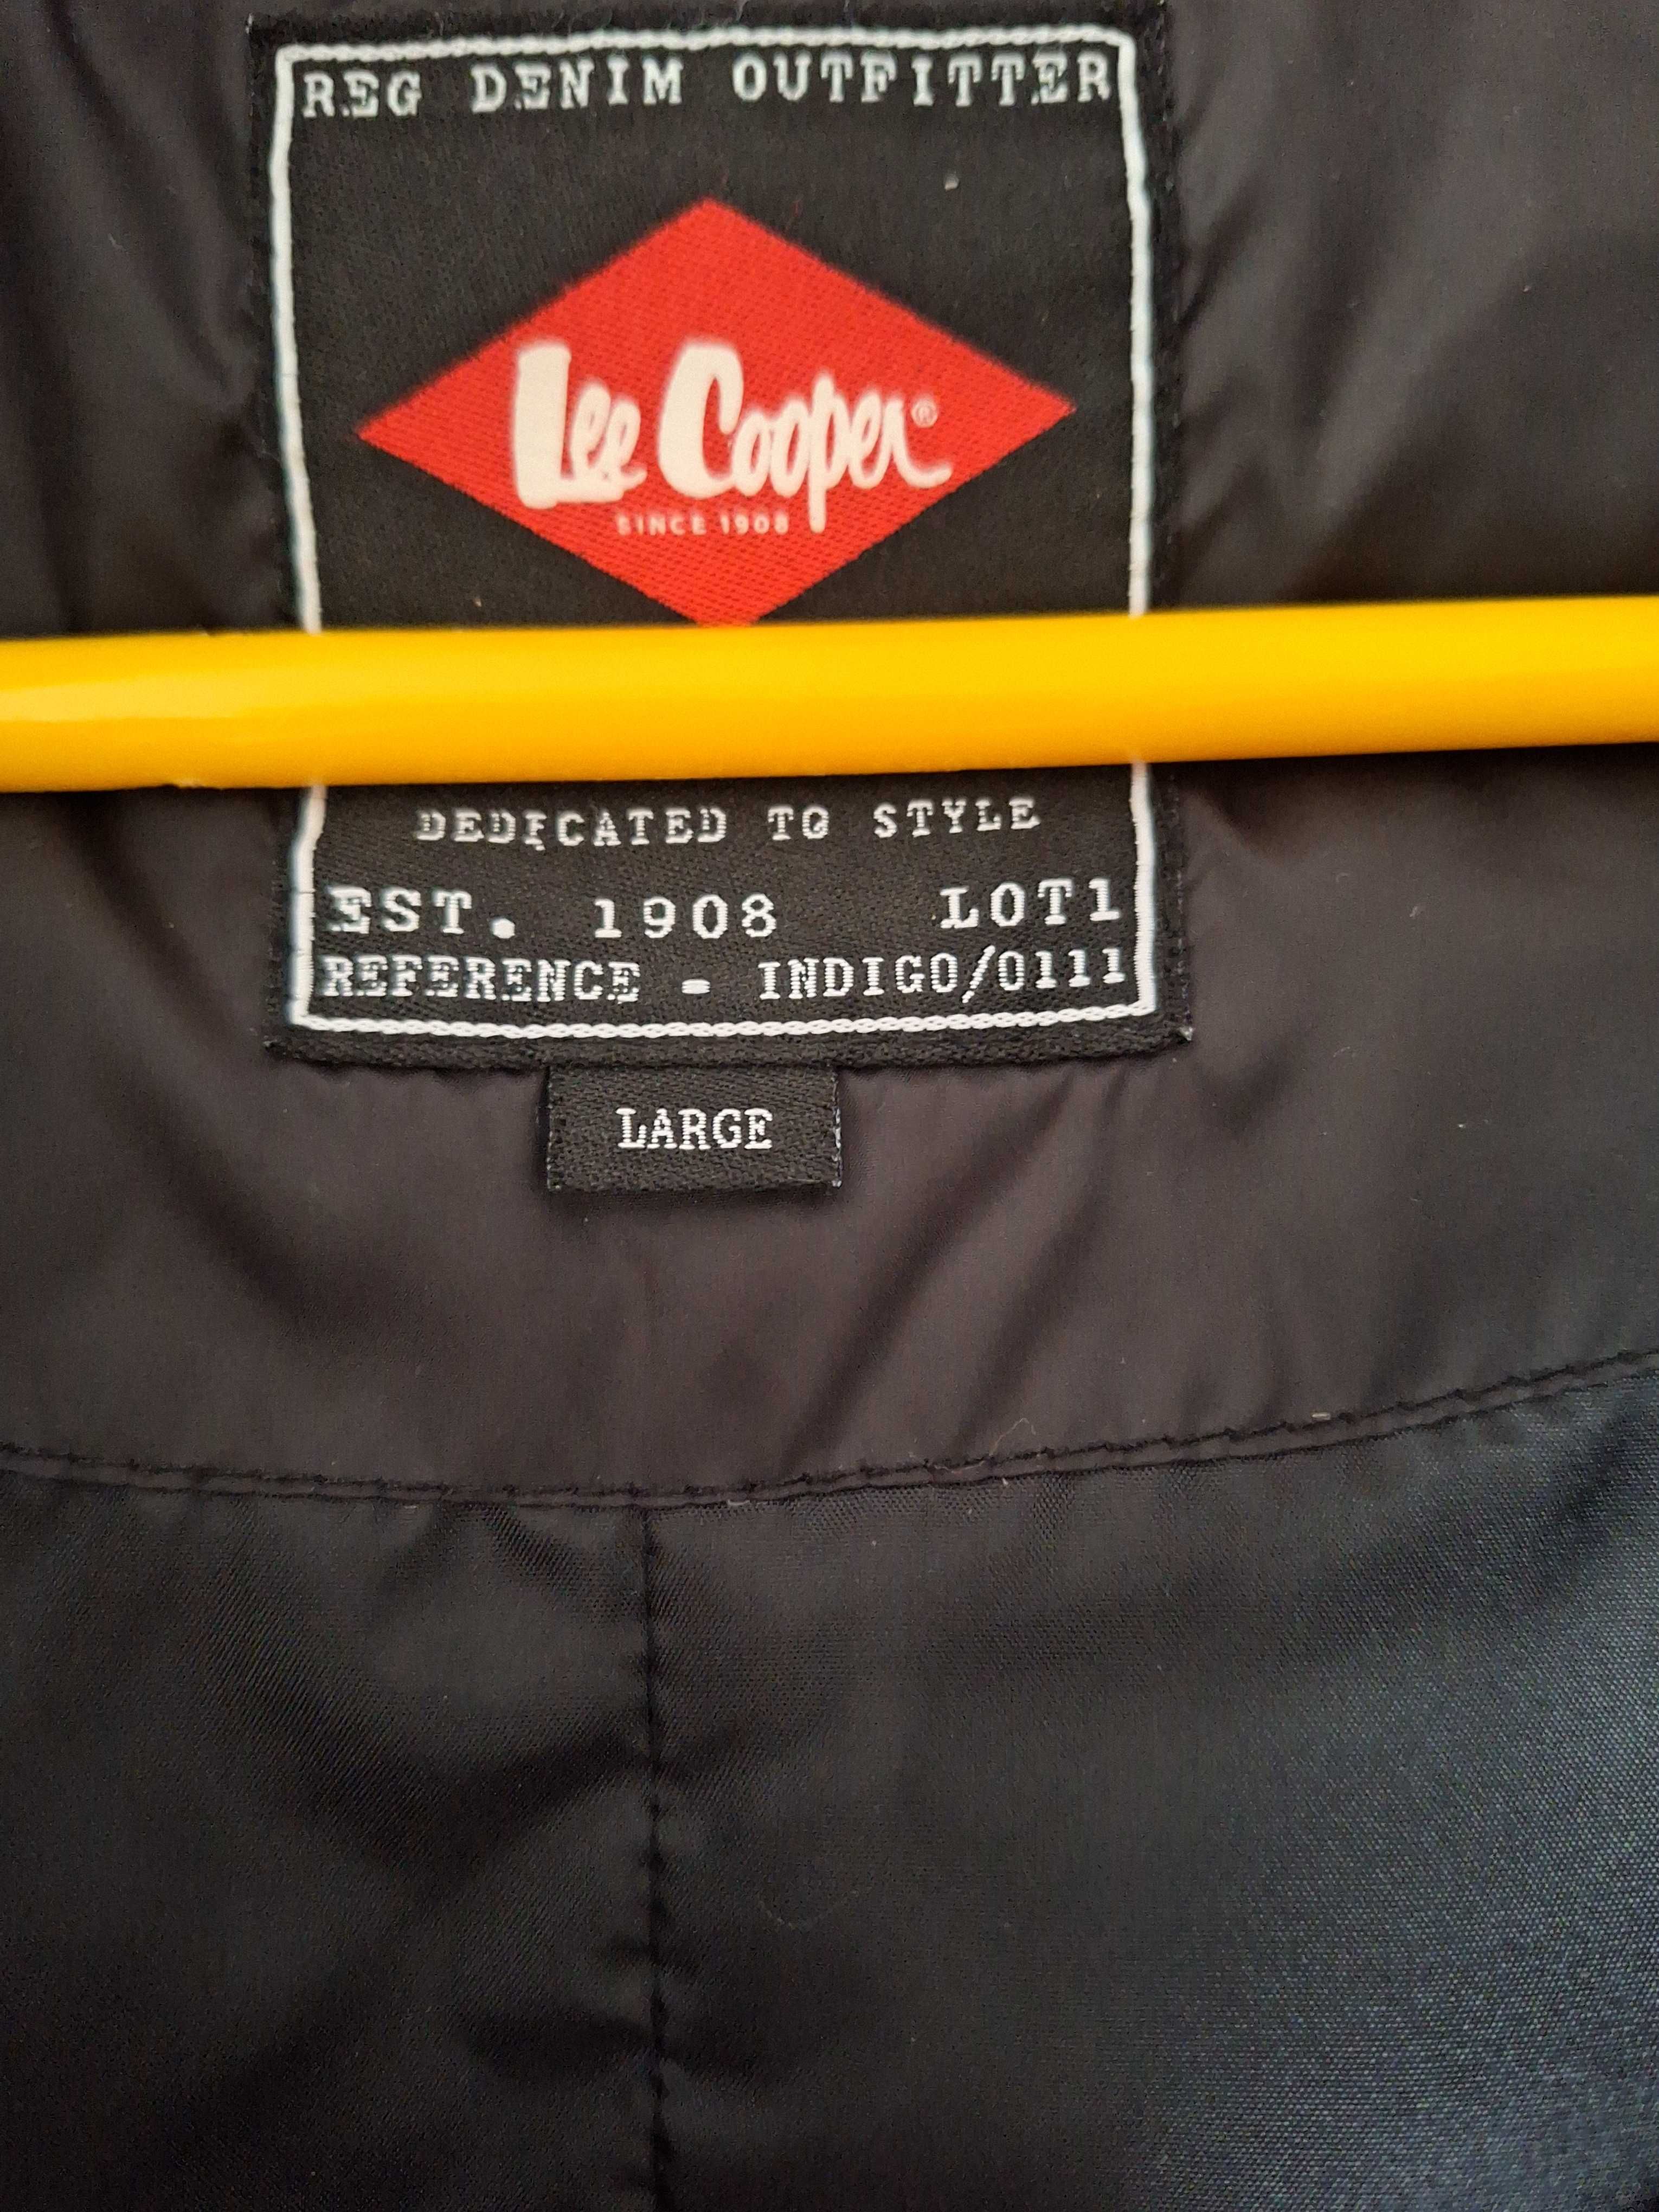 REG DENIM OUTFITTER
Lee Cooper®
SINCE 1908
DEDICATED TO STYLE
EST. 1908 LOT1
REFERENCE - INDIGO/0111
LARGE